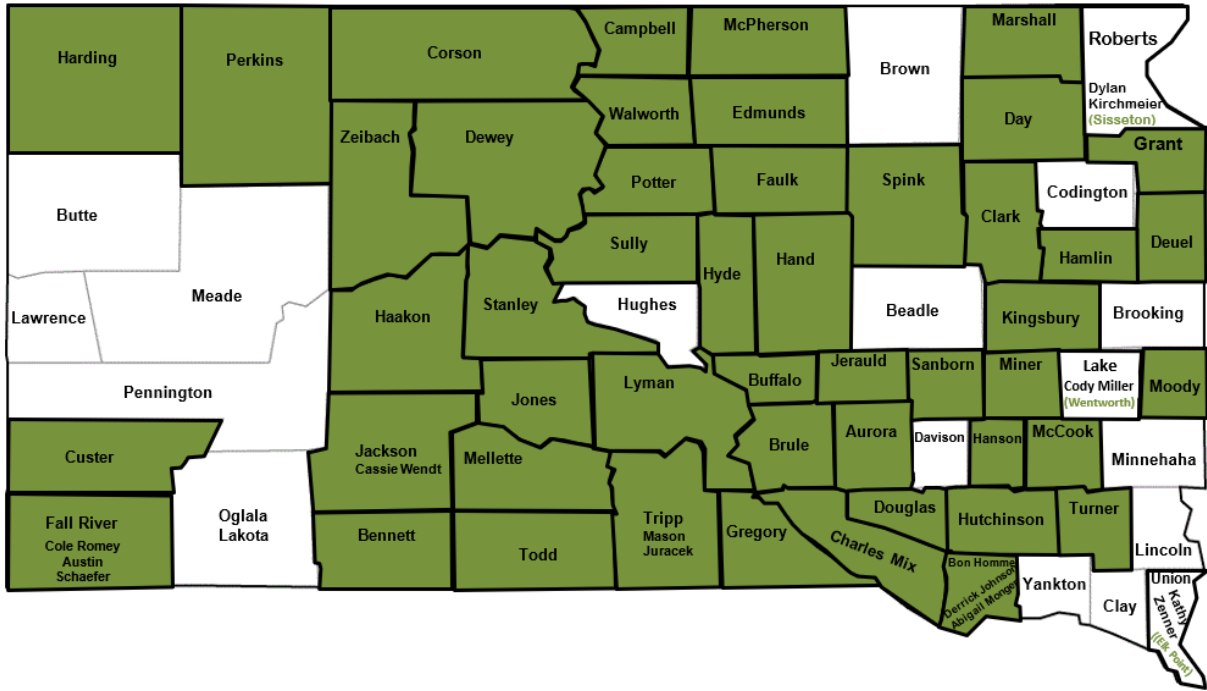 Harding
Perkins
Corson
Campbell
McPherson
Brown
Marshall
Roberts
Dylan
Kirchmeier
(Sisseton)
Zeibach
Dewey
Walworth
Edmunds
Day
Grant
Butte
Potter
Faulk
Spink
Clark
Codington
Lawrence
Meade
Haakon
Stanley
Sully
Hughes
Hyde
Hand
Beadle
Hamlin
Deuel
Kingsbury
Brooking
Pennington
Jones
Lyman
Buffalo
Jerauld
Sanborn
Miner
Lake
Cody Miller
(Wentworth)
Moody
Custer
Jackson
Cassie Wendt
Mellette
Brule
Aurora
Davison
Hanson
McCook
Minnehaha
Fall River
Cole Romey
Austin
Schaefer
Oglala
Lakota
Bennett
Todd
Tripp
Mason
Juracek
Gregory
Charles Mix
Douglas
Hutchinson
Turner
Lincoln
Bon Homme
Derrick Johnson
Abigail Monger
Yankton
Clay
Union
Kathy
Zenner
((Elk Point)